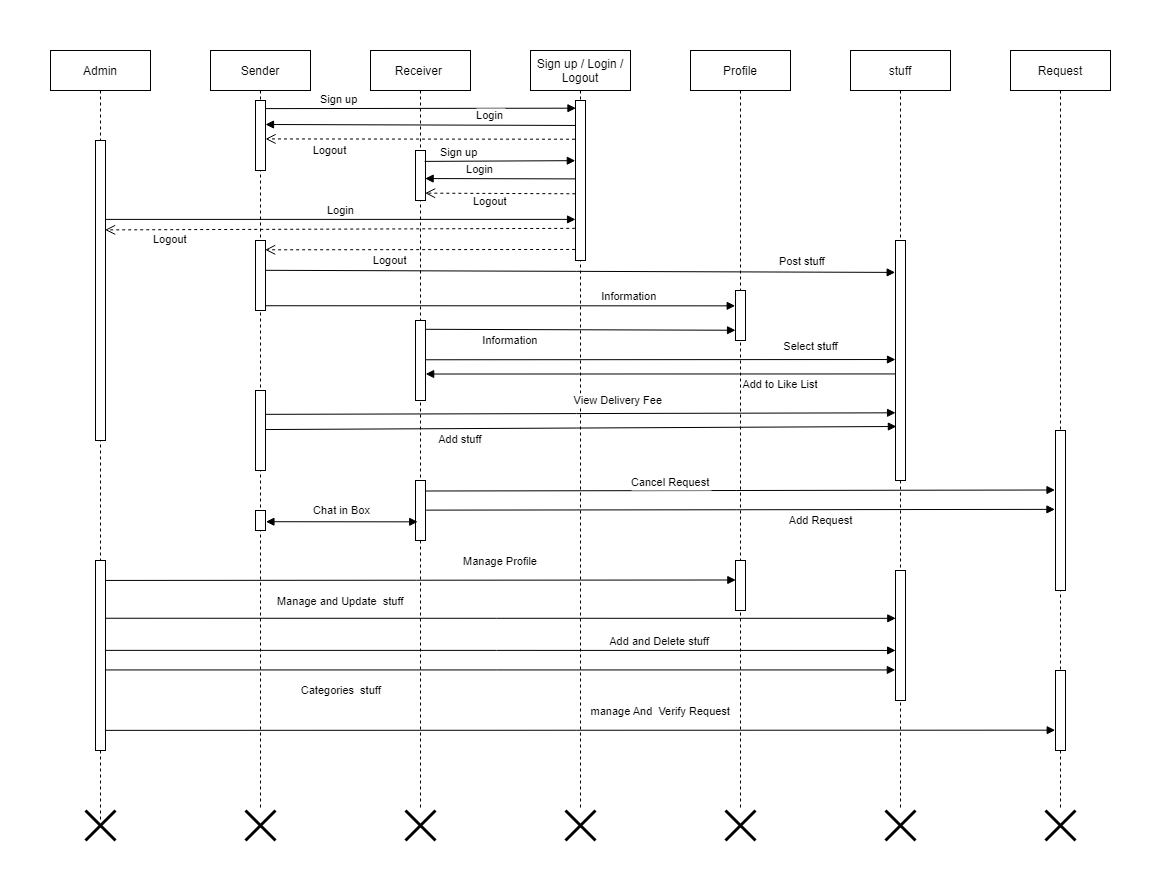 Admin
Sender
Receiver
Sign up / Login /
Logout
Profile
stuff
Request
Sign up
Login
Logout
Sign up
Login
Logout
Login
Logout
Logout
Post stuff
Information
Information
Select stuff
Add to Like List
View Delivery Fee
Add stuff
Cancel Request
Chat in Box
Add Request
Manage Profile
Manage and Update  stuff
Add and Delete stuff
Categories  stuff
manage And  Verify Request